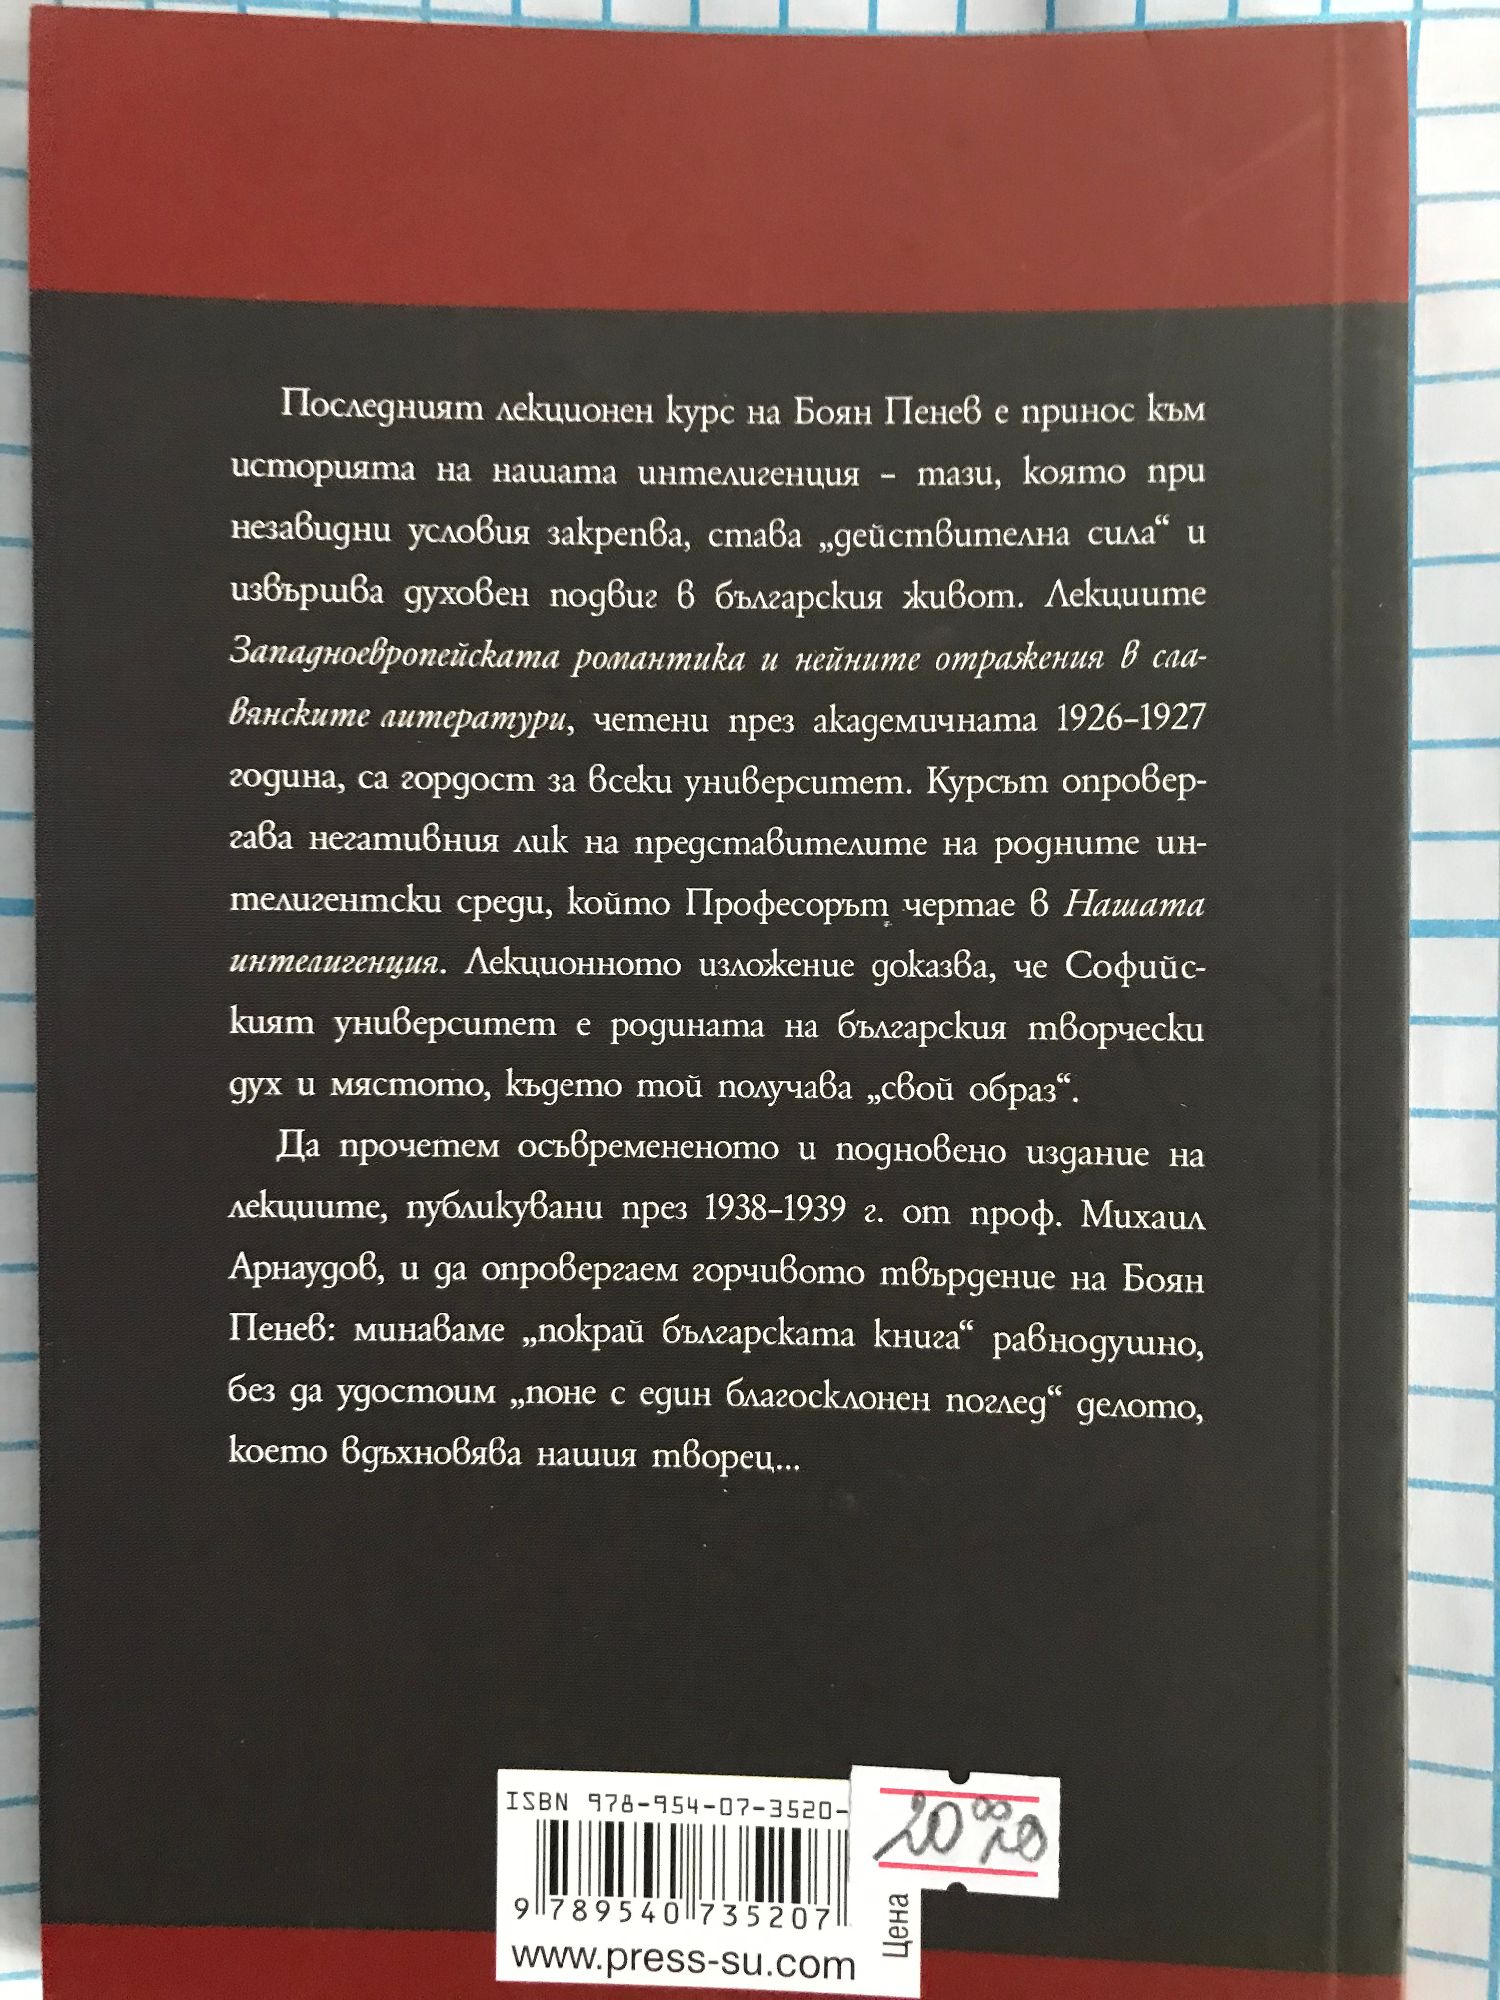 Последният лекционен курс на Боян Пенев е принос към
историята на нашата интелигенция – тази, която при
незавидни условия закрепва, става „действителна сила“ и
извършва духовен подвиг в българския живот. Лекциите
Западноевропейската романтика и нейните отражения в сла-
вянските литератури, четени през академичната 1926–1927
година, са гордост за всеки университет. Курсът опровер-
гава негативния лик на представителите на родните ин-
телигентски среди, който Професорът чертае в Нашата
интелигенция. Лекционното изложение доказва, че Софийс-
кият университет е родината на българския творчески
дух и мястото, където той получава „свой образ“.
Да прочетем осъвремененото и подновено издание на
лекциите, публикувани през 1938–1939 г. от проф. Михаил
Арнаудов, и да опровергаем горчивото твърдение на Боян
Пенев: минаваме „покрай българската книга“ равнодушно,
без да удостоим „поне с един благосклонен поглед“ делото,
което вдъхновява нашия творец...
ISBN 978-954-07-3520-
20 00 лв
9 789540 735207
Цена
www.press-su.com